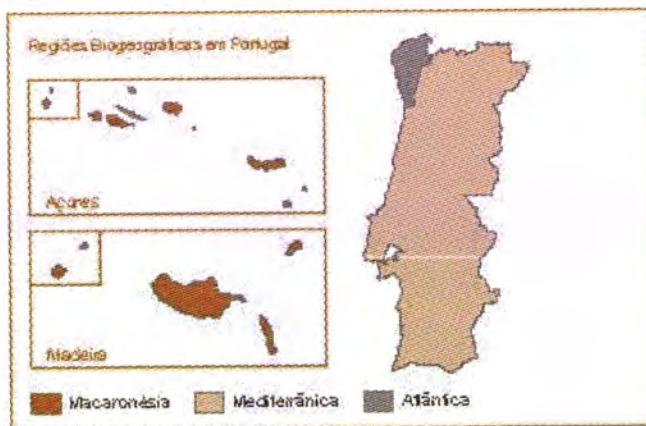 Regiões Biogeográficas em Portugal
Açores
Madeira
Macaronésia
Mediterrânica
Atlântica